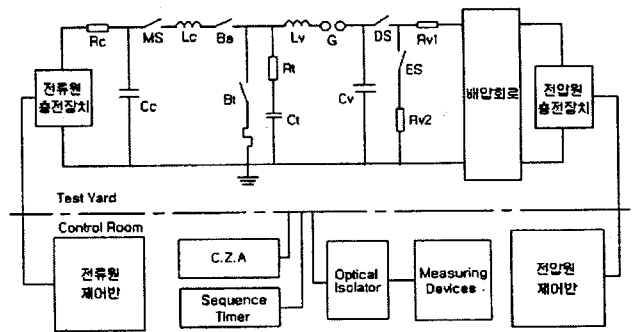 Rc
MS
Lc
Ba
Lv
G
DS
Rv1
ES
Rt
Bt
Cc
Ct
Cv
Rv2
전류원
충전장치
배압회로
전압원
충전장치
Test Yard
Control Room
전류원
제어반
C.Z.A
Sequence
Timer
Optical
Isolator
Measuring
Devices
전압원
제어반